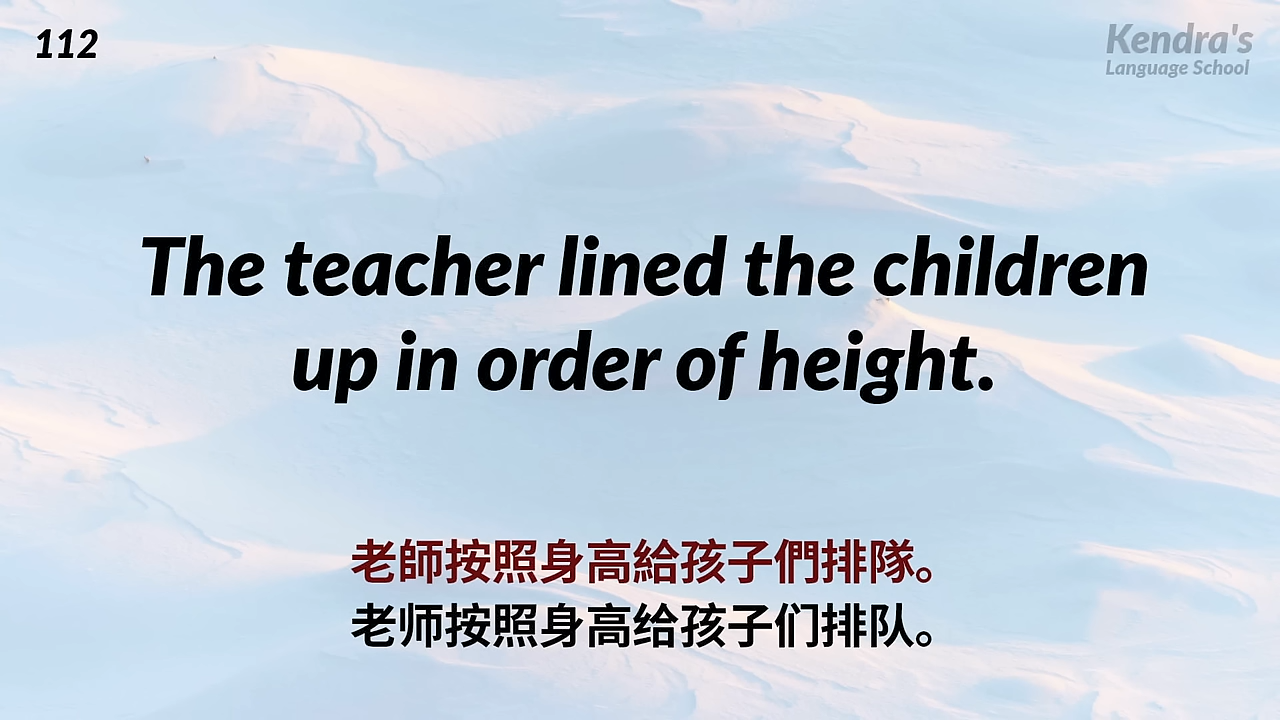 112
Kendra's
Language School
The teacher lined the children
up in order of height.
老師按照身高給孩子們排隊。
老师按照身高给孩子们排队。